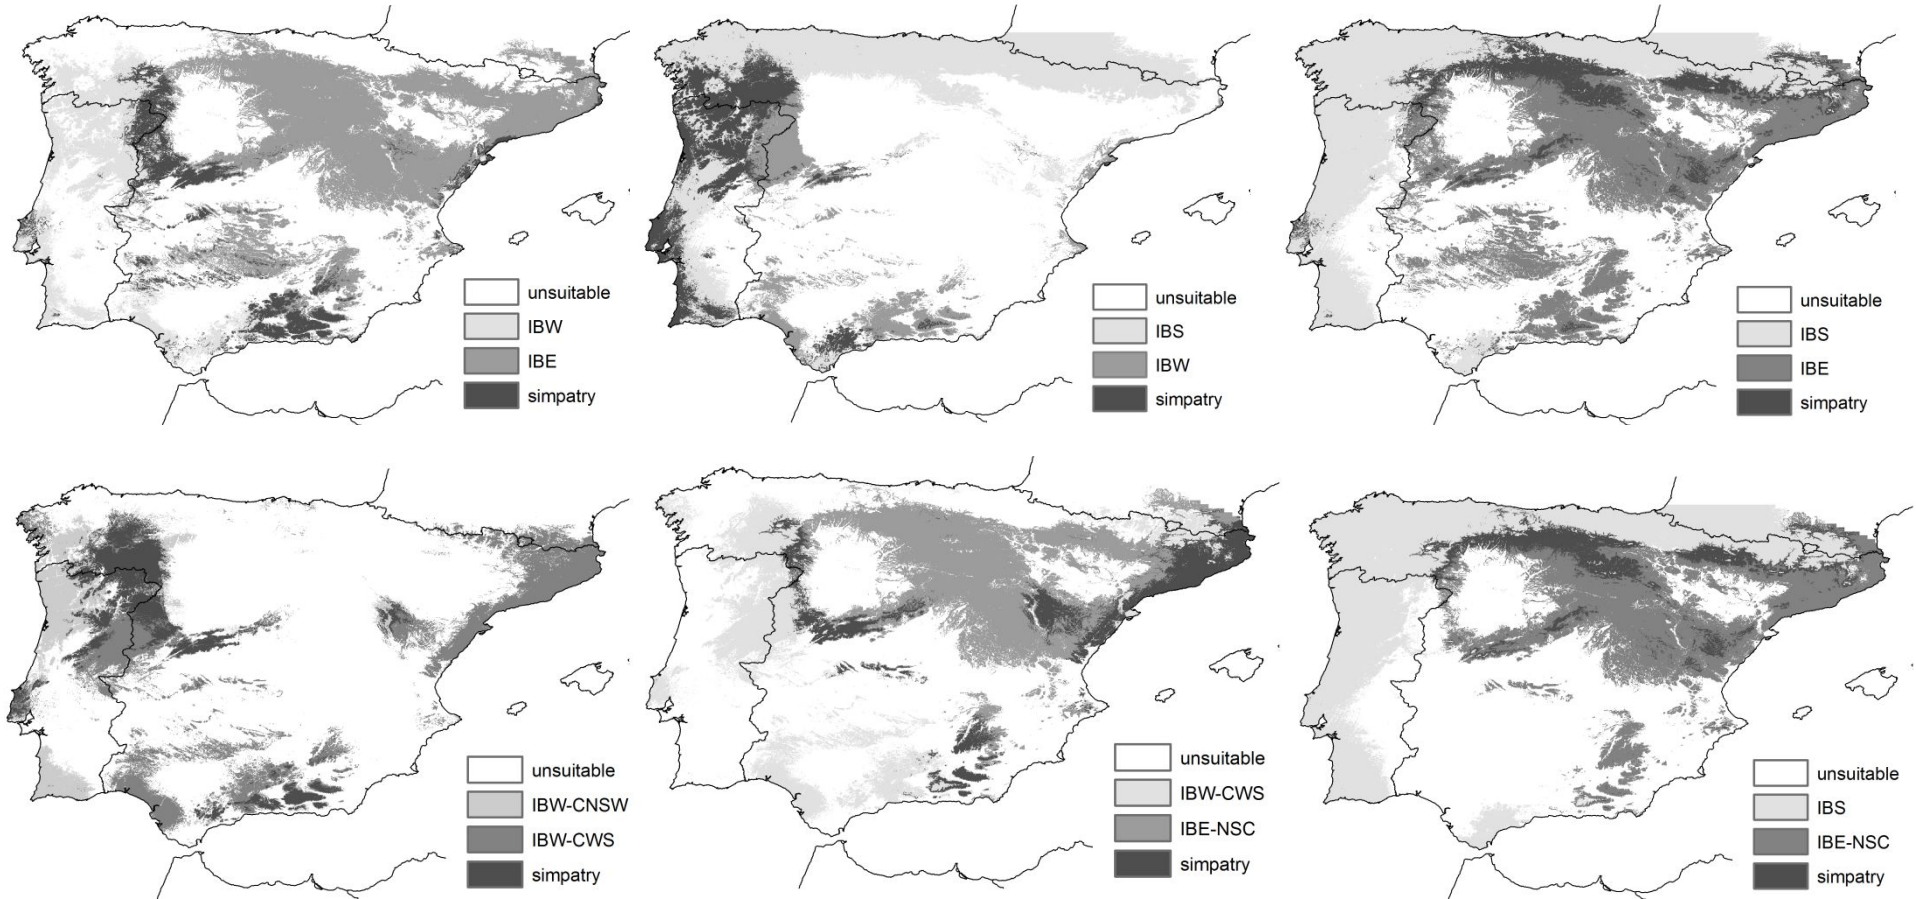 unsuitable
IBW
IBE
simpatry
unsuitable
IBS
IBW
simpatry
unsuitable
IBS
IBE
simpatry
unsuitable
IBW-CNSW
IBW-CWS
simpatry
unsuitable
IBW-CWS
IBE-NSC
simpatry
unsuitable
IBS
IBE-NSC
simpatry